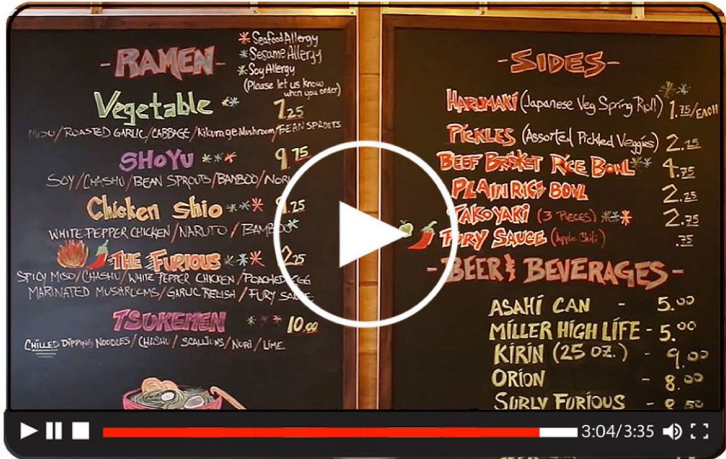 -RAMEN-
* Seafood Allergy
* Sesame Allergy
* Soy Allergy
(Please let us know
when you order)
Vegetable ** 7.25
MISO/ROASTED GARLIC/CABBAGE/Kikurage Mushroom/BEAN SPROUTS
SHOYU *** 9.75
SOY/CHASHU/BEAN SPROUTS/BAMBOO/NORI
Chicken Shio *** .25
WHITE PEPPER CHICKEN/NARUTO/BAMBOO
THE FURIOUS *** 2.25
SPICY MISO/CHASHU/WHITE PEPPER CHICKEN/POACHED EGG
MARINATED MUSHROOMS/GARLIC RELISH/FURY SAUCE
TSUKEMEN *** 10.00
CHILLED DIPPING NOODLES/CHASHU/SCALLIONS/NORI/LIME
-SIDES-
HARUMAKI (Japanese Veg Spring Roll) 1.75/EACH
PICKLES (Assorted Pickled Veggies) 2.25
BEEF BRISKET RICE BOWL ** 4.75
PLAIN RICE BOWL 2.25
TAKOYAKI (3 PIECES) *** 2.75
FURY SAUCE (Apple Chili) .75
-BEER & BEVERAGES-
ASAHI CAN - 5.00
MILLER HIGH LIFE - 5.00
KIRIN (25 OZ.) - 9.00
ORION - 8.00
SURLY FURIOUS -
3:04/3:35